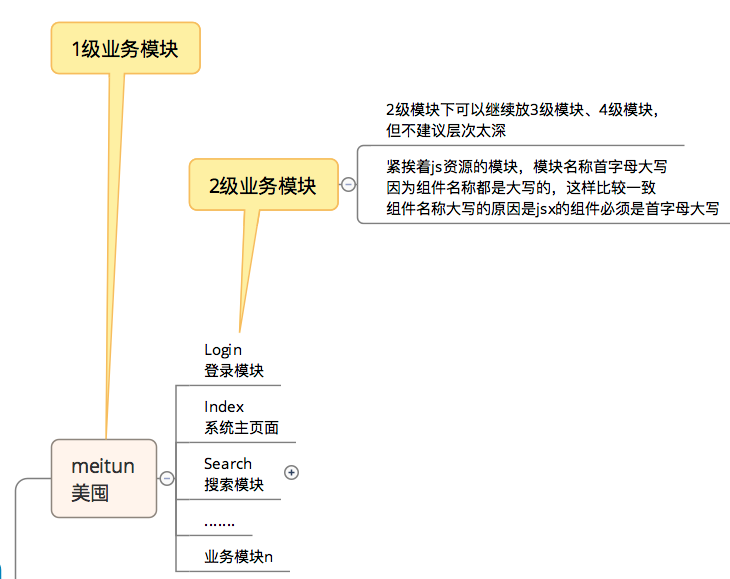 1级业务模块
2级模块下可以继续放3级模块、4级模块，
但不建议层次太深
2级业务模块
紧挨着js资源的模块，模块名称首字母大写
因为组件名称都是大写的，这样比较一致
组件名称大写的原因是jsx的组件必须是首字母大写
Login
登录模块
Index
系统主页面
meitun
美囤
Search
搜索模块
.......
业务模块n